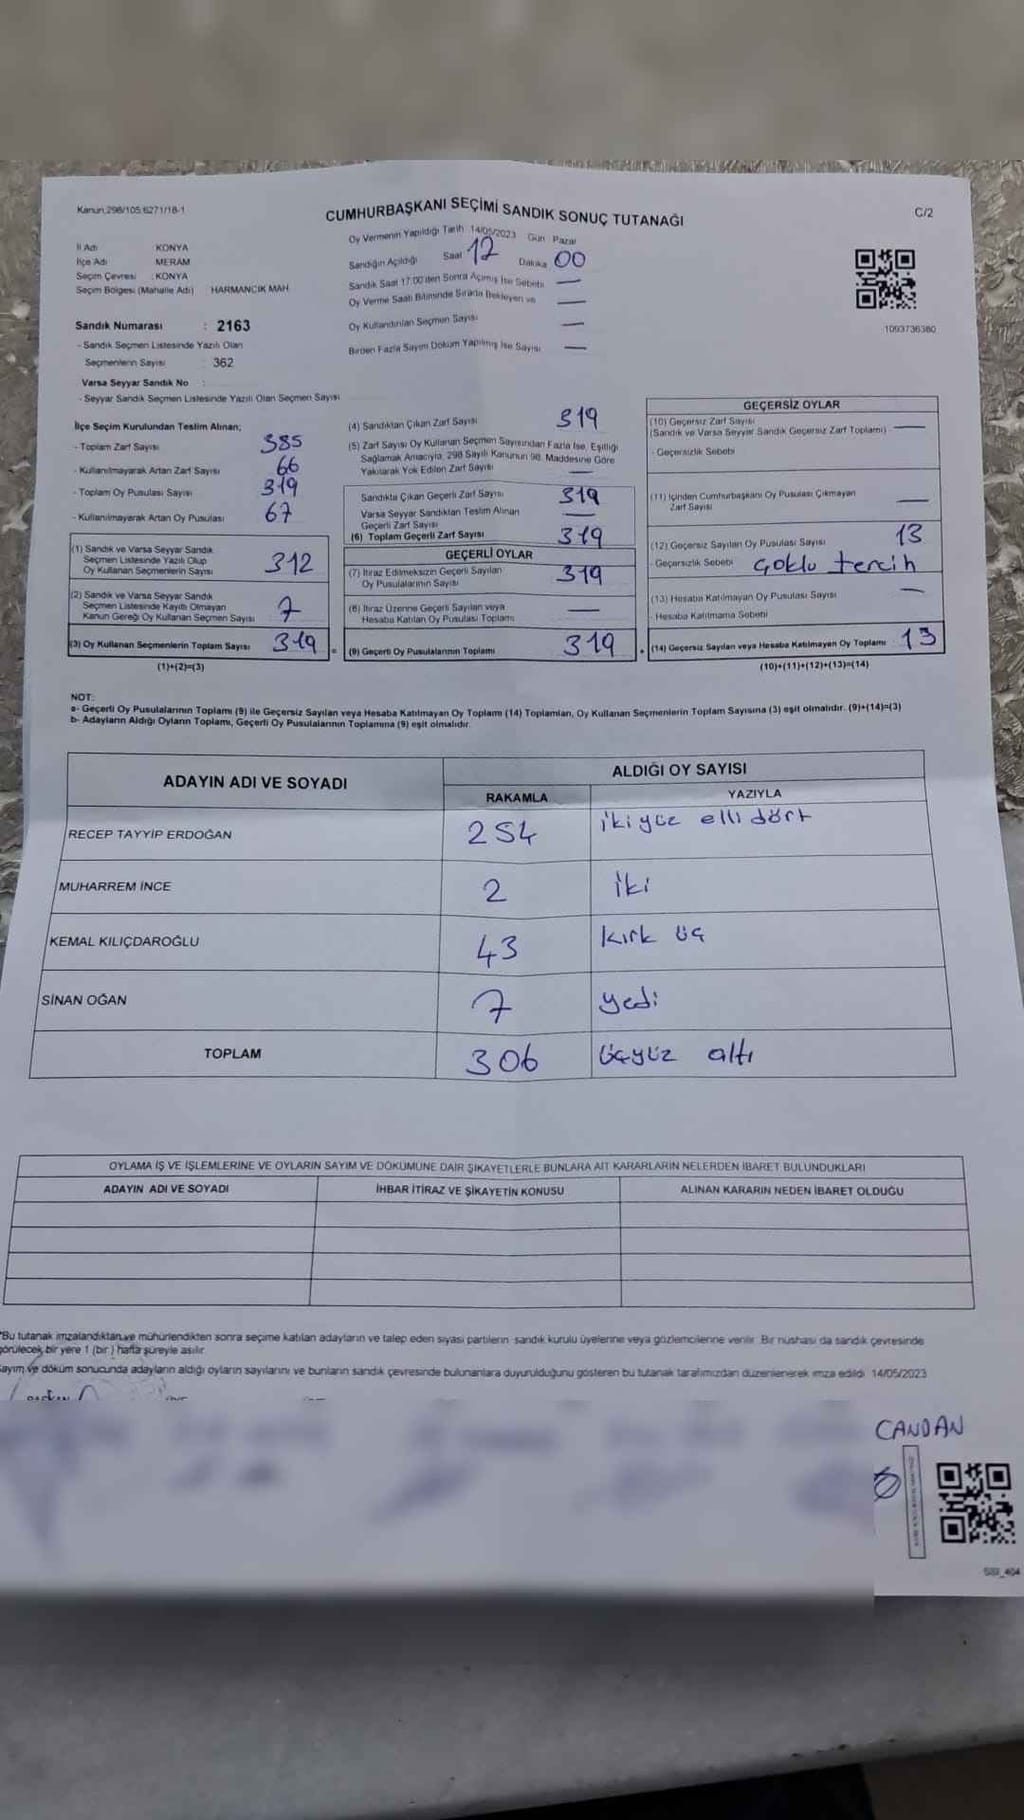 Kanun 298/105 6271/18-1
CUMHURBAŞKANI SEÇİMİ SANDIK SONUÇ TUTANAĞI
C/2
İl Adı KONYA
İlçe Adı MERAM
Seçim Çevresi : KONYA
Seçim Bölgesi (Mahalle Adı) HARMANCIK MAH
Oy Vermenin Yapıldığı Tarih 14/05/2023 Gün Pazar
Sandığın Açıldığı Saat 12 Dakika 00
Sandık Saat 17.00'den Sonra Açılmış İse Sebebi —
Oy Verme Saati Bitiminde Sırada Bekleyen ve —
Oy Kullandırılan Seçmen Sayısı —
Birden Fazla Sayım Döküm Yapılmış İse Sayısı —
1093736360
Sandık Numarası : 2163
- Sandık Seçmen Listesinde Yazılı Olan
Seçmenlerin Sayısı : 362
Varsa Seyyar Sandık No :
- Seyyar Sandık Seçmen Listesinde Yazılı Olan Seçmen Sayısı
İlçe Seçim Kurulundan Teslim Alınan;
- Toplam Zarf Sayısı 385
- Kullanılmayarak Artan Zarf Sayısı 66
- Toplam Oy Pusulası Sayısı 319
- Kullanılmayarak Artan Oy Pusulası 67
(1) Sandık ve Varsa Seyyar Sandık
Seçmen Listesinde Yazılı Olup
Oy Kullanan Seçmenlerin Sayısı 312
(2) Sandık ve Varsa Seyyar Sandık
Seçmen Listesinde Kayıtlı Olmayan
Kanun Gereği Oy Kullanan Seçmen Sayısı 7
(3) Oy Kullanan Seçmenlerin Toplam Sayısı 319
(1)+(2)=(3)
(4) Sandıktan Çıkan Zarf Sayısı 319
(5) Zarf Sayısı Oy Kullanan Seçmen Sayısından Fazla İse, Eşitliği
Sağlamak Amacıyla, 298 Sayılı Kanunun 98. Maddesine Göre
Yakılarak Yok Edilen Zarf Sayısı —
Sandıkta Çıkan Geçerli Zarf Sayısı 319
Varsa Seyyar Sandıktan Teslim Alınan
Geçerli Zarf Sayısı —
(6) Toplam Geçerli Zarf Sayısı 319
GEÇERLİ OYLAR
(7) İtiraz Edilmeksizin Geçerli Sayılan
Oy Pusulalarının Sayısı 319
(8) İtiraz Üzerine Geçerli Sayılan veya
Hesaba Katılan Oy Pusulası Toplamı —
(9) Geçerli Oy Pusulalarının Toplamı 319
GEÇERSİZ OYLAR
(10) Geçersiz Zarf Sayısı
(Sandık ve Varsa Seyyar Sandık Geçersiz Zarf Toplamı) —
- Geçersizlik Sebebi
(11) İçinden Cumhurbaşkanı Oy Pusulası Çıkmayan
Zarf Sayısı —
(12) Geçersiz Sayılan Oy Pusulası Sayısı 13
- Geçersizlik Sebebi Çoklu tercih
(13) Hesaba Katılmayan Oy Pusulası Sayısı —
- Hesaba Katılmama Sebebi
(14) Geçersiz Sayılan veya Hesaba Katılmayan Oy Toplamı 13
(10)+(11)+(12)+(13)=(14)
NOT:
a- Geçerli Oy Pusulalarının Toplamı (9) ile Geçersiz Sayılan veya Hesaba Katılmayan Oy Toplamı (14) Toplamları, Oy Kullanan Seçmenlerin Toplam Sayısına (3) eşit olmalıdır. (9)+(14)=(3)
b- Adayların Aldığı Oyların Toplamı, Geçerli Oy Pusulalarının Toplamına (9) eşit olmalıdır.
ADAYIN ADI VE SOYADI
ALDIĞI OY SAYISI
RAKAMLA YAZIYLA
RECEP TAYYİP ERDOĞAN 254 ikiyüz elli dört
MUHARREM İNCE 2 iki
KEMAL KILIÇDAROĞLU 43 kırk üç
SİNAN OĞAN 7 yedi
TOPLAM 306 üçyüz altı
OYLAMA İŞ VE İŞLEMLERİNE VE OYLARIN SAYIM VE DÖKÜMÜNE DAİR ŞİKAYETLERLE BUNLARA AİT KARARLARIN NELERDEN İBARET BULUNDUKLARI
ADAYIN ADI VE SOYADI İHBAR İTİRAZ VE ŞİKAYETİN KONUSU ALINAN KARARIN NEDEN İBARET OLDUĞU
*Bu tutanak imzalandıktan ve mühürlendikten sonra seçime katılan adayların ve talep eden siyasi partilerin sandık kurulu üyelerine veya gözlemcilerine verilir. Bir nüshası da sandık çevresinde
görülecek bir yere 1 (bir ) hafta süreyle asılır.
Sayım ve döküm sonucunda adayların aldığı oyların sayılarını ve bunların sandık çevresinde bulunanlara duyurulduğunu gösteren bu tutanak tarafımızdan düzenlenerek imza edildi 14/05/2023
CANDAN